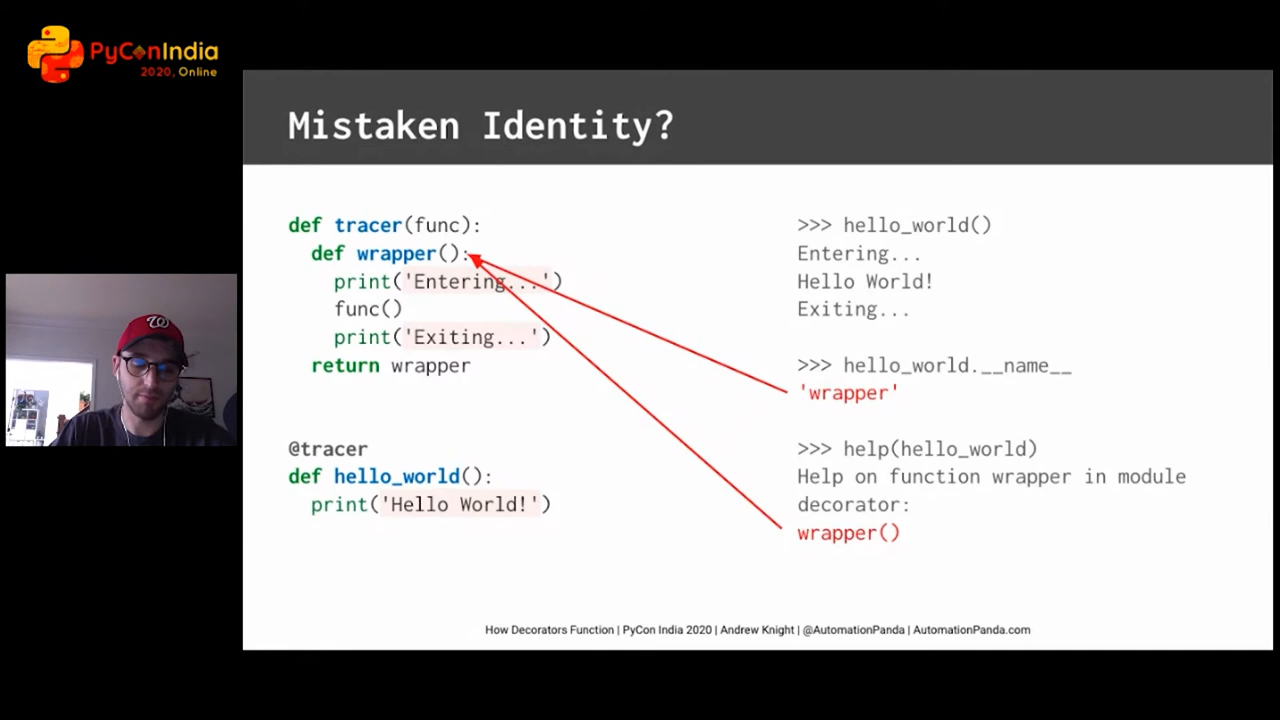 PyConIndia
2020, Online
Mistaken Identity?
def tracer(func):
def wrapper():
print('Entering...')
func()
print('Exiting...')
return wrapper
@tracer
def hello_world():
print('Hello World!')
>>> hello_world()
Entering...
Hello World!
Exiting...
>>> hello_world.__name__
'wrapper'
>>> help(hello_world)
Help on function wrapper in module
decorator:
wrapper()
How Decorators Function | PyCon India 2020 | Andrew Knight | @AutomationPanda | AutomationPanda.com
W